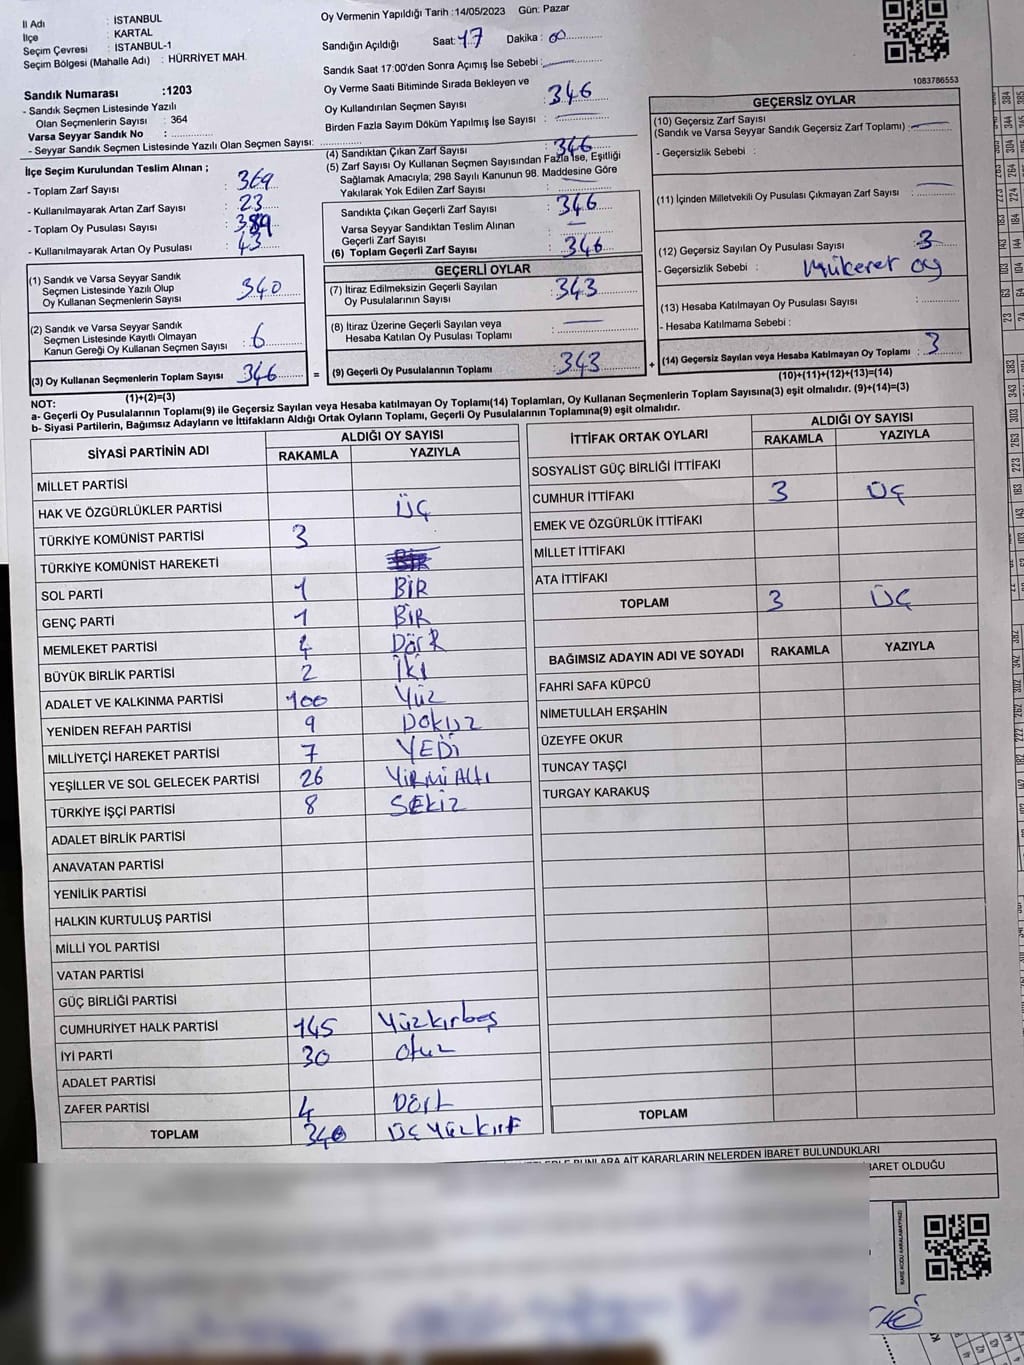 İl Adı : İSTANBUL
İlçe : KARTAL
Seçim Çevresi : İSTANBUL-1
Seçim Bölgesi (Mahalle Adı) : HÜRRİYET MAH.
Sandık Numarası :1203
- Sandık Seçmen Listesinde Yazılı
Olan Seçmenlerin Sayısı : 364
Varsa Seyyar Sandık No :
- Seyyar Sandık Seçmen Listesinde Yazılı Olan Seçmen Sayısı:
İlçe Seçim Kurulundan Teslim Alınan ;
- Toplam Zarf Sayısı : 369
- Kullanılmayarak Artan Zarf Sayısı : 23
- Toplam Oy Pusulası Sayısı : 389
- Kullanılmayarak Artan Oy Pusulası : 43
(1) Sandık ve Varsa Seyyar Sandık
Seçmen Listesinde Yazılı Olup
Oy Kullanan Seçmenlerin Sayısı : 340
(2) Sandık ve Varsa Seyyar Sandık
Seçmen Listesinde Kayıtlı Olmayan
Kanun Gereği Oy Kullanan Seçmen Sayısı : 6
(3) Oy Kullanan Seçmenlerin Toplam Sayısı : 346
(1)+(2)=(3)
Oy Vermenin Yapıldığı Tarih :14/05/2023 Gün: Pazar
Sandığın Açıldığı Saat: 17 Dakika : 00
Sandık Saat 17:00'den Sonra Açımış İse Sebebi :
Oy Verme Saati Bitiminde Sırada Bekleyen ve
Oy Kullandırılan Seçmen Sayısı : 346
Birden Fazla Sayım Döküm Yapılmış İse Sayısı :
(4) Sandıktan Çıkan Zarf Sayısı : 346
(5) Zarf Sayısı Oy Kullanan Seçmen Sayısından Fazla İse, Eşitliği
Sağlamak Amacıyla; 298 Sayılı Kanunun 98. Maddesine Göre
Yakılarak Yok Edilen Zarf Sayısı :
Sandıkta Çıkan Geçerli Zarf Sayısı : 346
Varsa Seyyar Sandıktan Teslim Alınan
Geçerli Zarf Sayısı :
(6) Toplam Geçerli Zarf Sayısı : 346
GEÇERLİ OYLAR
(7) İtiraz Edilmeksizin Geçerli Sayılan
Oy Pusulalarının Sayısı : 343
(8) İtiraz Üzerine Geçerli Sayılan veya
Hesaba Katılan Oy Pusulası Toplamı :
= (9) Geçerli Oy Pusulalarının Toplamı : 343 +
1083786553
GEÇERSİZ OYLAR
(10) Geçersiz Zarf Sayısı
(Sandık ve Varsa Seyyar Sandık Geçersiz Zarf Toplamı) :
- Geçersizlik Sebebi :
(11) İçinden Milletvekili Oy Pusulası Çıkmayan Zarf Sayısı :
(12) Geçersiz Sayılan Oy Pusulası Sayısı : 3
- Geçersizlik Sebebi : Mükerer oy
(13) Hesaba Katılmayan Oy Pusulası Sayısı :
- Hesaba Katılmama Sebebi :
(14) Geçersiz Sayılan veya Hesaba Katılmayan Oy Toplamı : 3
(10)+(11)+(12)+(13)=(14)
NOT:
a- Geçerli Oy Pusulalarının Toplamı(9) ile Geçersiz Sayılan veya Hesaba katılmayan Oy Toplamı(14) Toplamları, Oy Kullanan Seçmenlerin Toplam Sayısına(3) eşit olmalıdır. (9)+(14)=(3)
b- Siyasi Partilerin, Bağımsız Adayların ve İttifakların Aldığı Ortak Oyların Toplamı, Geçerli Oy Pusulalarının Toplamına(9) eşit olmalıdır.
SİYASİ PARTİNİN ADI ALDIĞI OY SAYISI
RAKAMLA YAZIYLA
MİLLET PARTİSİ
HAK VE ÖZGÜRLÜKLER PARTİSİ ÜÇ
TÜRKİYE KOMÜNİST PARTİSİ 3
TÜRKİYE KOMÜNİST HAREKETİ BİR
SOL PARTİ 1 BİR
GENÇ PARTİ 1 BİR
MEMLEKET PARTİSİ 4 Dört
BÜYÜK BİRLİK PARTİSİ 2 İki
ADALET VE KALKINMA PARTİSİ 100 Yüz
YENİDEN REFAH PARTİSİ 9 Dokuz
MİLLİYETÇİ HAREKET PARTİSİ 7 YEDİ
YEŞİLLER VE SOL GELECEK PARTİSİ 26 YİRMİ ALTI
TÜRKİYE İŞÇİ PARTİSİ 8 SEKİZ
ADALET BİRLİK PARTİSİ
ANAVATAN PARTİSİ
YENİLİK PARTİSİ
HALKIN KURTULUŞ PARTİSİ
MİLLİ YOL PARTİSİ
VATAN PARTİSİ
GÜÇ BİRLİĞİ PARTİSİ
CUMHURİYET HALK PARTİSİ 145 Yüzkırbeş
İYİ PARTİ 30 otuz
ADALET PARTİSİ
ZAFER PARTİSİ 4 Dört
TOPLAM 340 Üç Yüzkırk
İTTİFAK ORTAK OYLARI ALDIĞI OY SAYISI
RAKAMLA YAZIYLA
SOSYALİST GÜÇ BİRLİĞİ İTTİFAKI
CUMHUR İTTİFAKI 3 ÜÇ
EMEK VE ÖZGÜRLÜK İTTİFAKI
MİLLET İTTİFAKI
ATA İTTİFAKI
TOPLAM 3 ÜÇ
BAĞIMSIZ ADAYIN ADI VE SOYADI RAKAMLA YAZIYLA
FAHRİ SAFA KÜPCÜ
NİMETULLAH ERŞAHİN
ÜZEYFE OKUR
TUNCAY TAŞÇI
TURGAY KARAKUŞ
TOPLAM
BUNLARA AİT KARARLARIN NELERDEN İBARET BULUNDUKLARI
İBARET OLDUĞU
KARE KODU KARALAMAYINIZ!